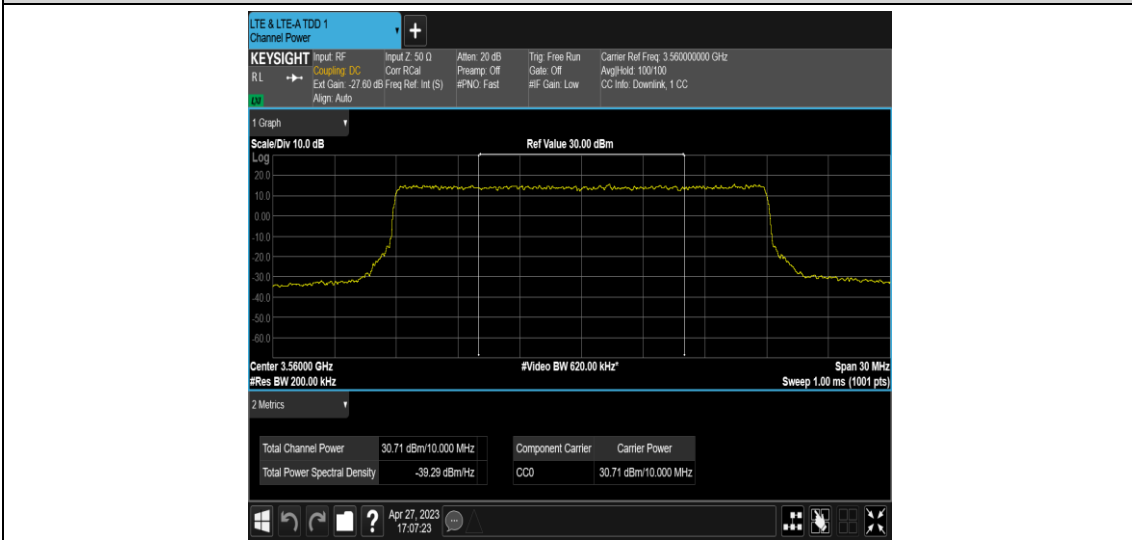 LTE & LTE-A TDD 1
Channel Power
+
KEYSIGHT Input: RF Input Z: 50 Ω Atten: 20 dB Trig: Free Run Carrier Ref Freq: 3.560000000 GHz
R L Coupling: DC Corr RCal Preamp: Off Gate: Off Avg|Hold: 100/100
Ext Gain: -27.60 dB Freq Ref: Int (S) #PNO: Fast #IF Gain: Low CC Info: Downlink, 1 CC
Align: Auto
1 Graph
Scale/Div 10.0 dB Ref Value 30.00 dBm
Log
20.0
10.0
0.00
-10.0
-20.0
-30.0
-40.0
-50.0
-60.0
Center 3.56000 GHz #Video BW 620.00 kHz* Span 30 MHz
#Res BW 200.00 kHz Sweep 1.00 ms (1001 pts)
2 Metrics
Total Channel Power 30.71 dBm/10.000 MHz Component Carrier Carrier Power
Total Power Spectral Density -39.29 dBm/Hz CC0 30.71 dBm/10.000 MHz
? Apr 27, 2023
17:07:23